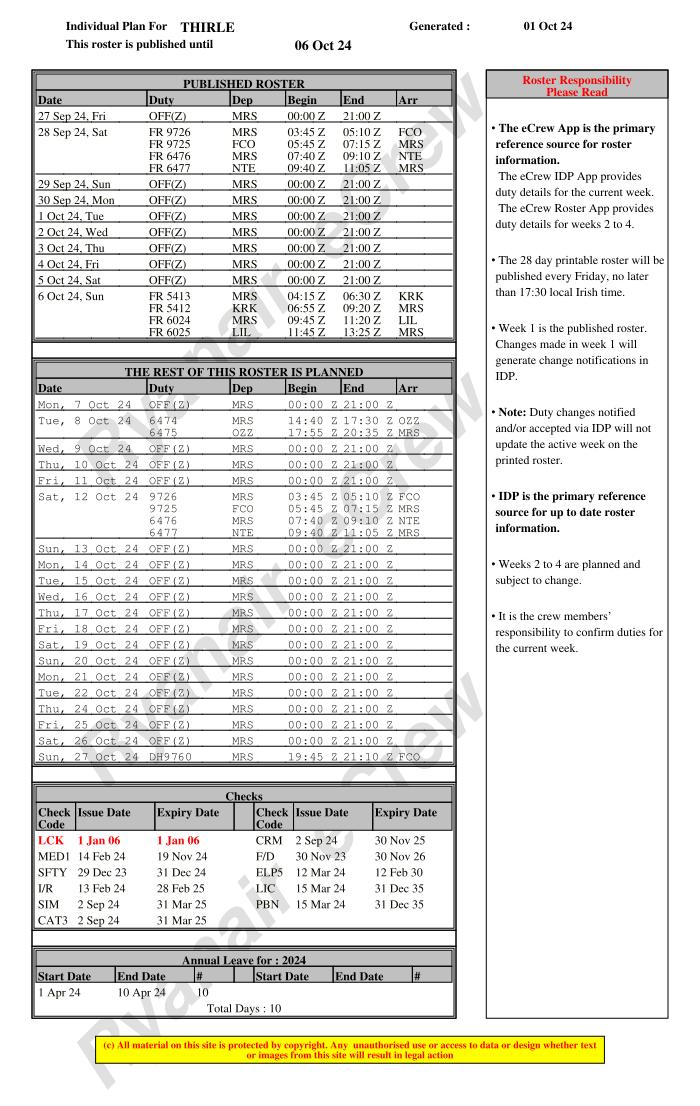 Individual Plan For THIRLE Generated : 01 Oct 24
This roster is published until 06 Oct 24
PUBLISHED ROSTER
Date Duty Dep Begin End Arr
27 Sep 24, Fri OFF(Z) MRS 00:00 Z 21:00 Z
28 Sep 24, Sat FR 9726 MRS 03:45 Z 05:10 Z FCO
FR 9725 FCO 05:45 Z 07:15 Z MRS
FR 6476 MRS 07:40 Z 09:10 Z NTE
FR 6477 NTE 09:40 Z 11:05 Z MRS
29 Sep 24, Sun OFF(Z) MRS 00:00 Z 21:00 Z
30 Sep 24, Mon OFF(Z) MRS 00:00 Z 21:00 Z
1 Oct 24, Tue OFF(Z) MRS 00:00 Z 21:00 Z
2 Oct 24, Wed OFF(Z) MRS 00:00 Z 21:00 Z
3 Oct 24, Thu OFF(Z) MRS 00:00 Z 21:00 Z
4 Oct 24, Fri OFF(Z) MRS 00:00 Z 21:00 Z
5 Oct 24, Sat OFF(Z) MRS 00:00 Z 21:00 Z
6 Oct 24, Sun FR 5413 MRS 04:15 Z 06:30 Z KRK
FR 5412 KRK 06:55 Z 09:20 Z MRS
FR 6024 MRS 09:45 Z 11:20 Z LIL
FR 6025 LIL 11:45 Z 13:25 Z MRS
THE REST OF THIS ROSTER IS PLANNED
Date Duty Dep Begin End Arr
Mon, 7 Oct 24 OFF(Z) MRS 00:00 Z 21:00 Z
Tue, 8 Oct 24 6474 MRS 14:40 Z 17:30 Z OZZ
6475 OZZ 17:55 Z 20:35 Z MRS
Wed, 9 Oct 24 OFF(Z) MRS 00:00 Z 21:00 Z
Thu, 10 Oct 24 OFF(Z) MRS 00:00 Z 21:00 Z
Fri, 11 Oct 24 OFF(Z) MRS 00:00 Z 21:00 Z
Sat, 12 Oct 24 9726 MRS 03:45 Z 05:10 Z FCO
9725 FCO 05:45 Z 07:15 Z MRS
6476 MRS 07:40 Z 09:10 Z NTE
6477 NTE 09:40 Z 11:05 Z MRS
Sun, 13 Oct 24 OFF(Z) MRS 00:00 Z 21:00 Z
Mon, 14 Oct 24 OFF(Z) MRS 00:00 Z 21:00 Z
Tue, 15 Oct 24 OFF(Z) MRS 00:00 Z 21:00 Z
Wed, 16 Oct 24 OFF(Z) MRS 00:00 Z 21:00 Z
Thu, 17 Oct 24 OFF(Z) MRS 00:00 Z 21:00 Z
Fri, 18 Oct 24 OFF(Z) MRS 00:00 Z 21:00 Z
Sat, 19 Oct 24 OFF(Z) MRS 00:00 Z 21:00 Z
Sun, 20 Oct 24 OFF(Z) MRS 00:00 Z 21:00 Z
Mon, 21 Oct 24 OFF(Z) MRS 00:00 Z 21:00 Z
Tue, 22 Oct 24 OFF(Z) MRS 00:00 Z 21:00 Z
Thu, 24 Oct 24 OFF(Z) MRS 00:00 Z 21:00 Z
Fri, 25 Oct 24 OFF(Z) MRS 00:00 Z 21:00 Z
Sat, 26 Oct 24 OFF(Z) MRS 00:00 Z 21:00 Z
Sun, 27 Oct 24 DH9760 MRS 19:45 Z 21:10 Z FCO
Checks
Check Code Issue Date Expiry Date Check Code Issue Date Expiry Date
LCK 1 Jan 06 1 Jan 06 CRM 2 Sep 24 30 Nov 25
MED1 14 Feb 24 19 Nov 24 F/D 30 Nov 23 30 Nov 26
SFTY 29 Dec 23 31 Dec 24 ELP5 12 Mar 24 12 Feb 30
I/R 13 Feb 24 28 Feb 25 LIC 15 Mar 24 31 Dec 35
SIM 2 Sep 24 31 Mar 25 PBN 15 Mar 24 31 Dec 35
CAT3 2 Sep 24 31 Mar 25
Annual Leave for : 2024
Start Date End Date # Start Date End Date #
1 Apr 24 10 Apr 24 10
Total Days : 10
Roster Responsibility
Please Read
• The eCrew App is the primary
reference source for roster
information.
The eCrew IDP App provides
duty details for the current week.
The eCrew Roster App provides
duty details for weeks 2 to 4.
• The 28 day printable roster will be
published every Friday, no later
than 17:30 local Irish time.
• Week 1 is the published roster.
Changes made in week 1 will
generate change notifications in
IDP.
• Note: Duty changes notified
and/or accepted via IDP will not
update the active week on the
printed roster.
• IDP is the primary reference
source for up to date roster
information.
• Weeks 2 to 4 are planned and
subject to change.
• It is the crew members'
responsibility to confirm duties for
the current week.
(c) All material on this site is protected by copyright. Any unauthorised use or access to data or design whether text
or images from this site will result in legal action
Ryanair eCrew
Ryanair eCrew
Ryanair eCrew